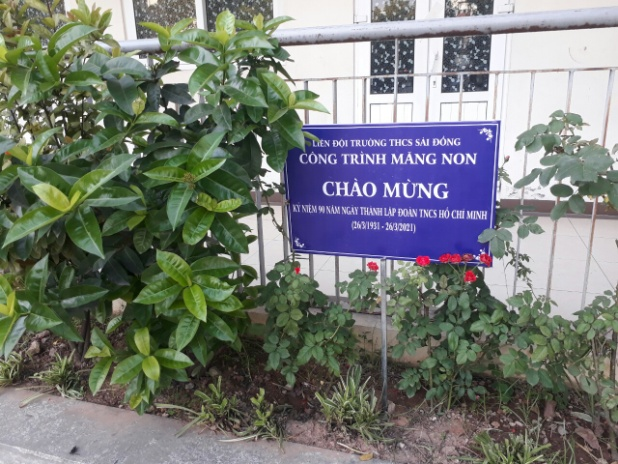 LIÊN ĐỘI TRƯỜNG THCS SÀI ĐỒNG
CÔNG TRÌNH MĂNG NON
CHÀO MỪNG
KỶ NIỆM 90 NĂM NGÀY THÀNH LẬP ĐOÀN TNCS HỒ CHÍ MINH
(26/3/1931 - 26/3/2021)